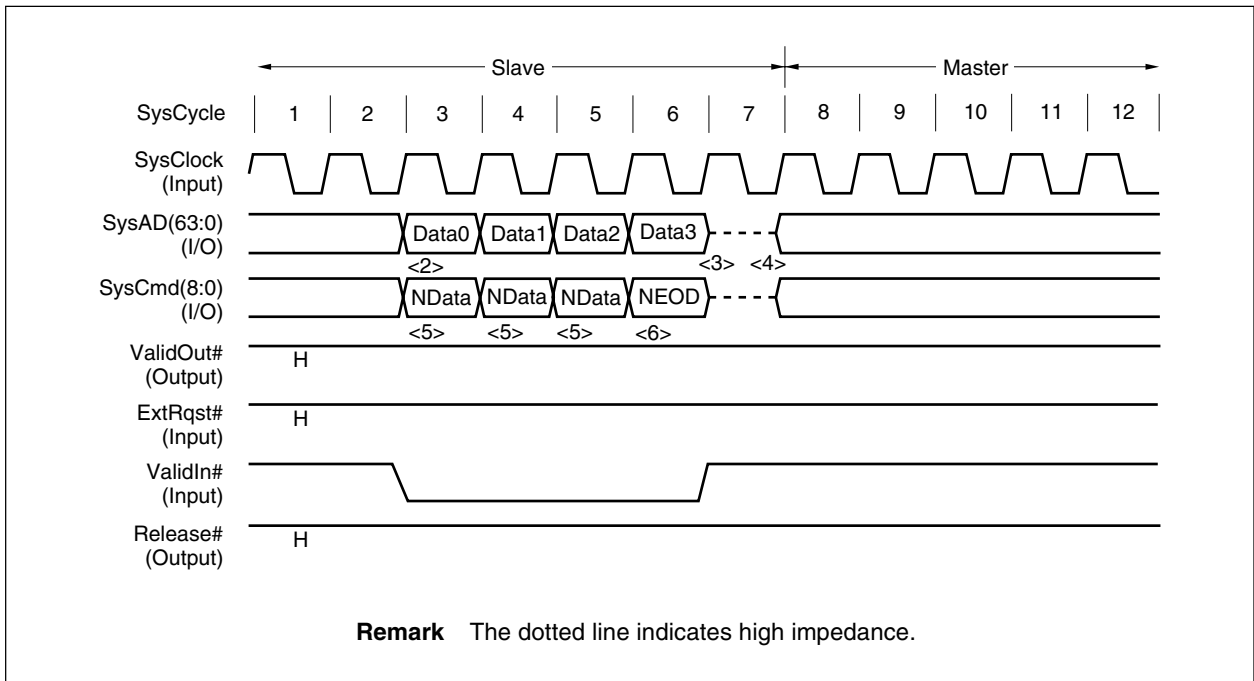 Slave Master
SysCycle 1 2 3 4 5 6 7 8 9 10 11 12
SysClock
(Input)
SysAD(63:0)
(I/O)
Data0 Data1 Data2 Data3
<2> <3> <4>
SysCmd(8:0)
(I/O)
NData NData NData NEOD
<5> <5> <5> <6>
ValidOut#
(Output)
H
ExtRqst#
(Input)
H
ValidIn#
(Input)
Release#
(Output)
H
Remark The dotted line indicates high impedance.